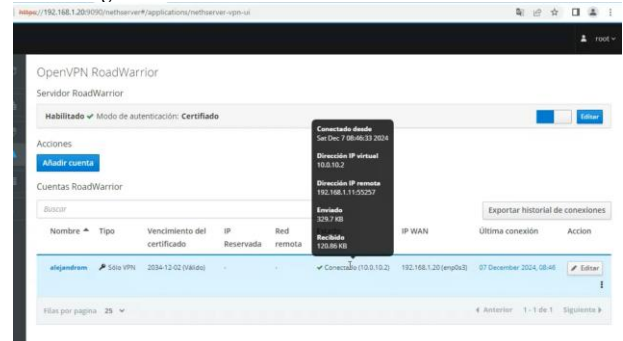 https://192.168.1.20:9090/nethserver#/applications/nethserver-vpn-ui
root
OpenVPN RoadWarrior
Servidor RoadWarrior
Habilitado ✔ Modo de autenticación: Certifiado
Editar
Acciones
Añadir cuenta
Cuentas RoadWarrior
Buscar
Exportar historial de conexiones
Conectado desde
Sat Dec 7 08:46:33 2024
Dirección IP virtual
10.0.10.2
Dirección IP remota
192.168.1.11:55257
Enviado
329.7 KB
Recibido
120.86 KB
Nombre Tipo Vencimiento del certificado IP Reservada Red remota IP WAN Última conexión Accion
alejandrom Sólo VPN 2034-12-02 (Válido) - - ✔ Conectado (10.0.10.2) 192.168.1.20 (enp0s3) 07 December 2024, 08:46 Editar
Filas por pagina 25 Anterior 1 - 1 de 1 Siguiente